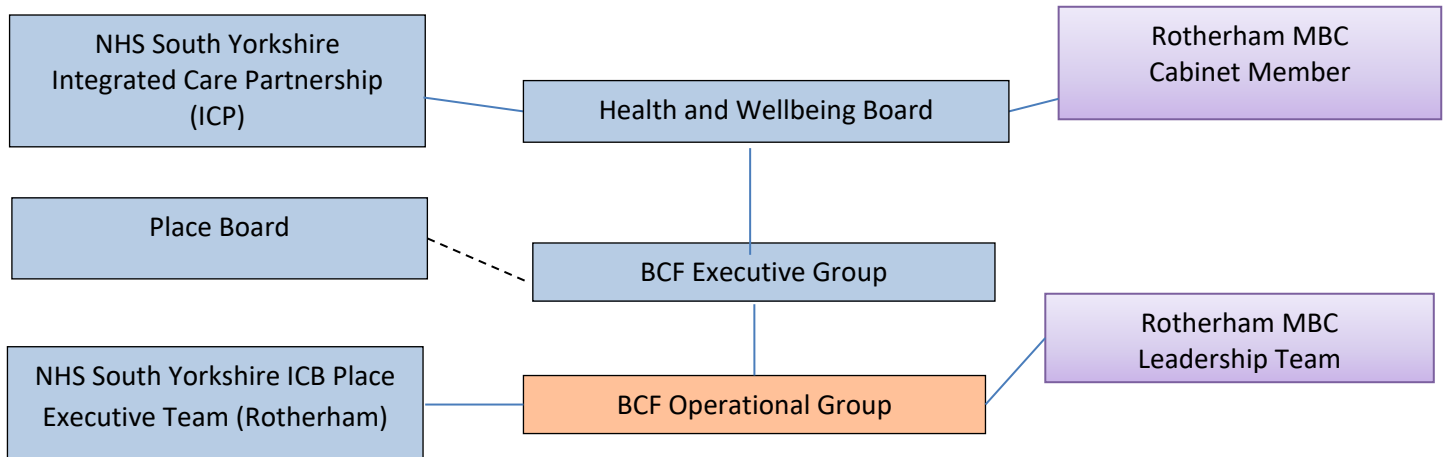 NHS South Yorkshire
Integrated Care Partnership
(ICP)
Health and Wellbeing Board
Rotherham MBC
Cabinet Member
Place Board
BCF Executive Group
Rotherham MBC
Leadership Team
NHS South Yorkshire ICB Place
Executive Team (Rotherham)
BCF Operational Group